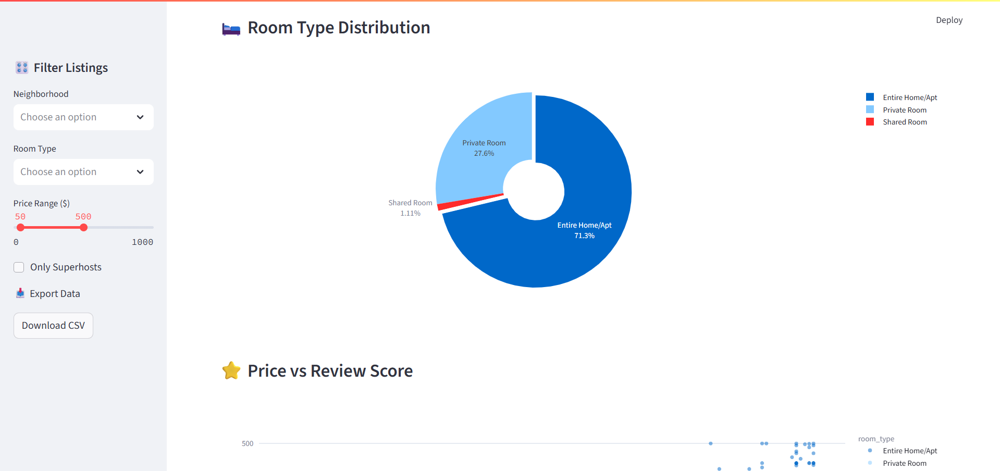 Deploy
Filter Listings
Neighborhood
Choose an option
Room Type
Choose an option
Price Range ($)
50 500
0 1000
Only Superhosts
Export Data
Download CSV
Room Type Distribution
Entire Home/Apt
Private Room
Shared Room
Private Room
27.6%
Shared Room
1.11%
Entire Home/Apt
71.3%
Price vs Review Score
500
room_type
Entire Home/Apt
Private Room